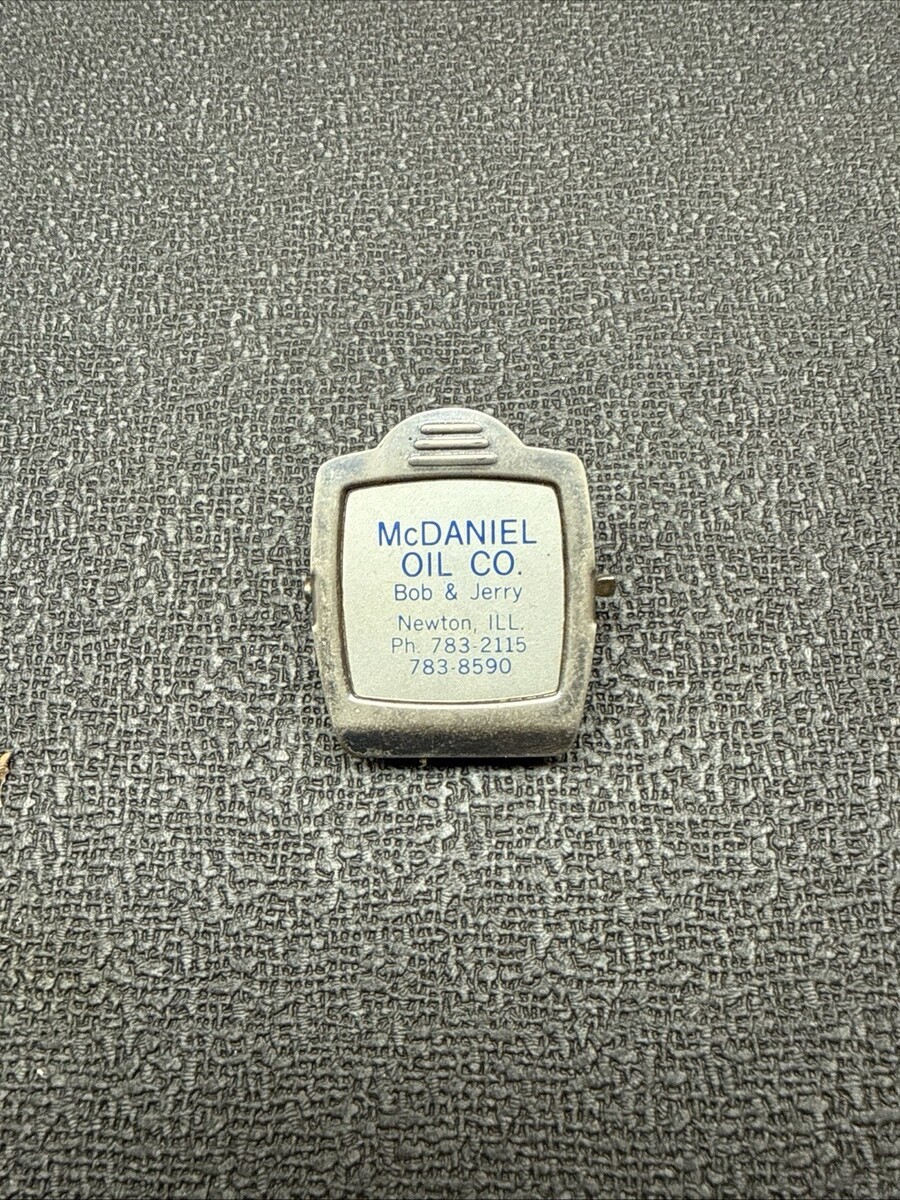 McDANIEL
OIL CO.
Bob & Jerry
Newton, ILL.
Ph. 783-2115
783-8590